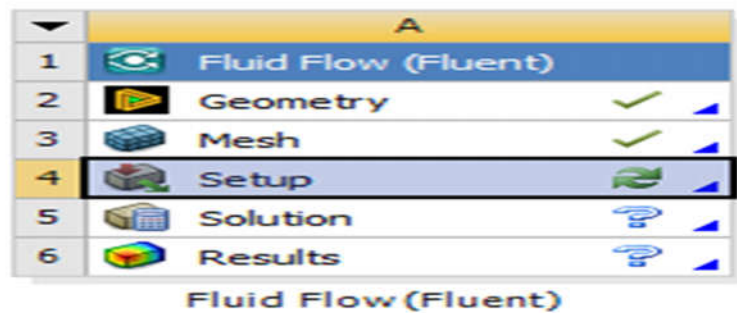 A
1 Fluid Flow (Fluent)
2 Geometry
3 Mesh
4 Setup
5 Solution
6 Results
Fluid Flow (Fluent)